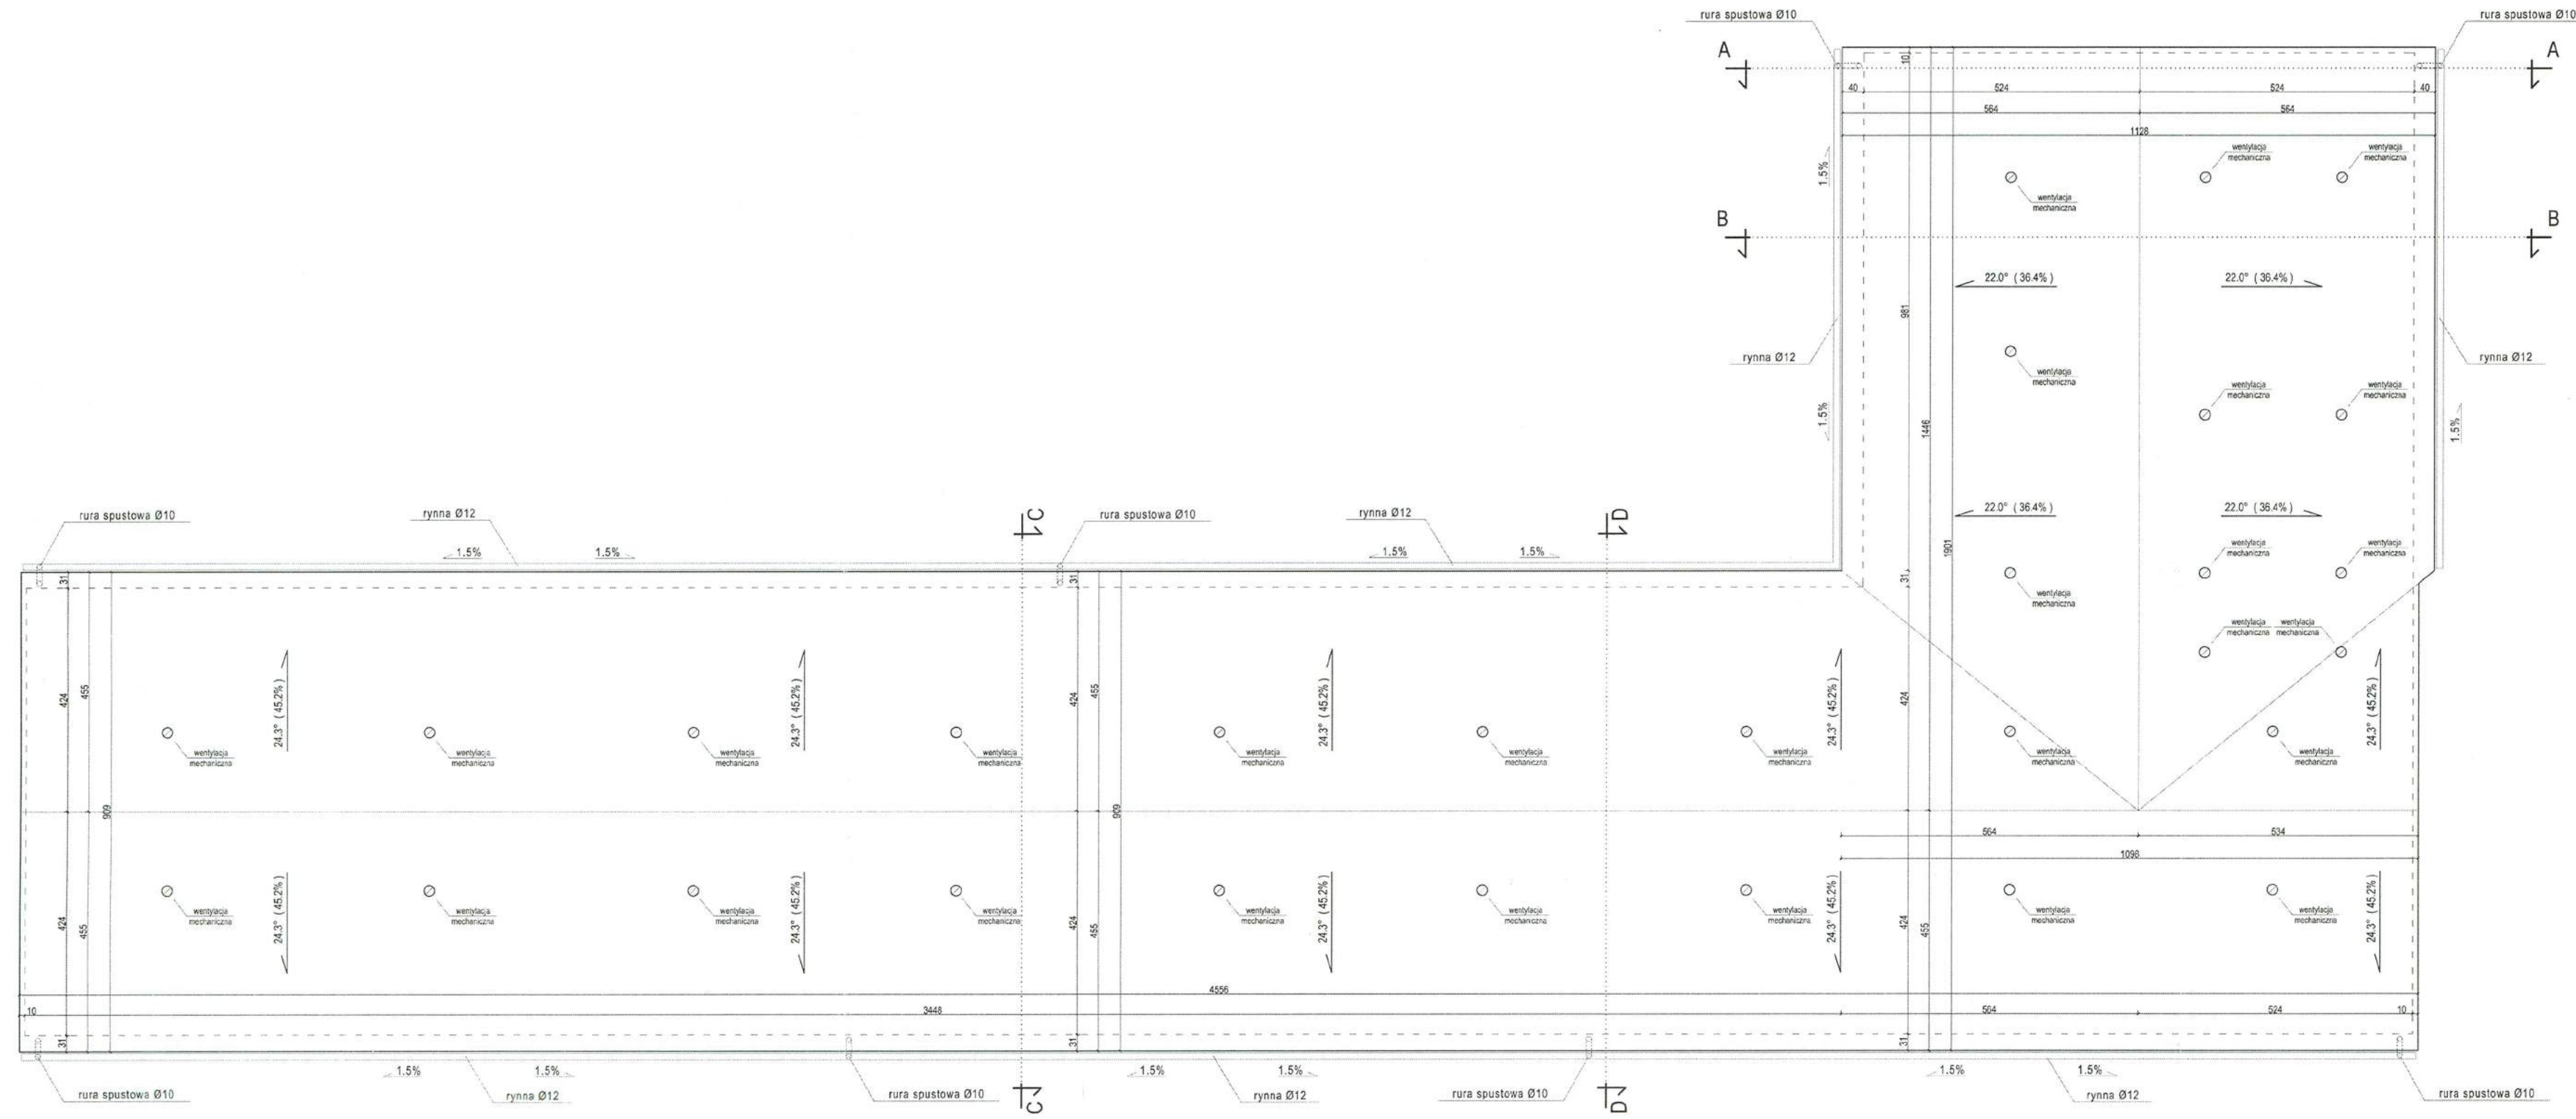 rura spustowa Ø10
rura spustowa Ø10
A
A
10
40
524
524
40
564
564
1128
1.5%
wentylacja
mechaniczna
wentylacja
mechaniczna
wentylacja
mechaniczna
B
B
22.0° (36.4%)
22.0° (36.4%)
981
rynna Ø12
rynna Ø12
wentylacja
mechaniczna
wentylacja
mechaniczna
wentylacja
mechaniczna
1.5%
1446
1.5%
rura spustowa Ø10
rynna Ø12
C
rura spustowa Ø10
rynna Ø12
D
22.0° (36.4%)
22.0° (36.4%)
1.5%
1.5%
1.5%
1.5%
1901
wentylacja
mechaniczna
wentylacja
mechaniczna
wentylacja
mechaniczna
31
31
31
wentylacja
mechaniczna
wentylacja
mechaniczna
424
455
24.3° (45.2%)
24.3° (45.2%)
424
455
24.3° (45.2%)
24.3° (45.2%)
424
24.3° (45.2%)
wentylacja
mechaniczna
wentylacja
mechaniczna
wentylacja
mechaniczna
wentylacja
mechaniczna
wentylacja
mechaniczna
wentylacja
mechaniczna
wentylacja
mechaniczna
wentylacja
mechaniczna
wentylacja
mechaniczna
909
909
564
534
1098
424
455
24.3° (45.2%)
24.3° (45.2%)
424
455
24.3° (45.2%)
24.3° (45.2%)
424
455
24.3° (45.2%)
wentylacja
mechaniczna
wentylacja
mechaniczna
wentylacja
mechaniczna
wentylacja
mechaniczna
wentylacja
mechaniczna
wentylacja
mechaniczna
wentylacja
mechaniczna
wentylacja
mechaniczna
wentylacja
mechaniczna
4556
10
3448
564
524
10
31
31
31
1.5%
1.5%
1.5%
1.5%
1.5%
1.5%
rura spustowa Ø10
rynna Ø12
rura spustowa Ø10
C
rynna Ø12
rura spustowa Ø10
D
rynna Ø12
rura spustowa Ø10